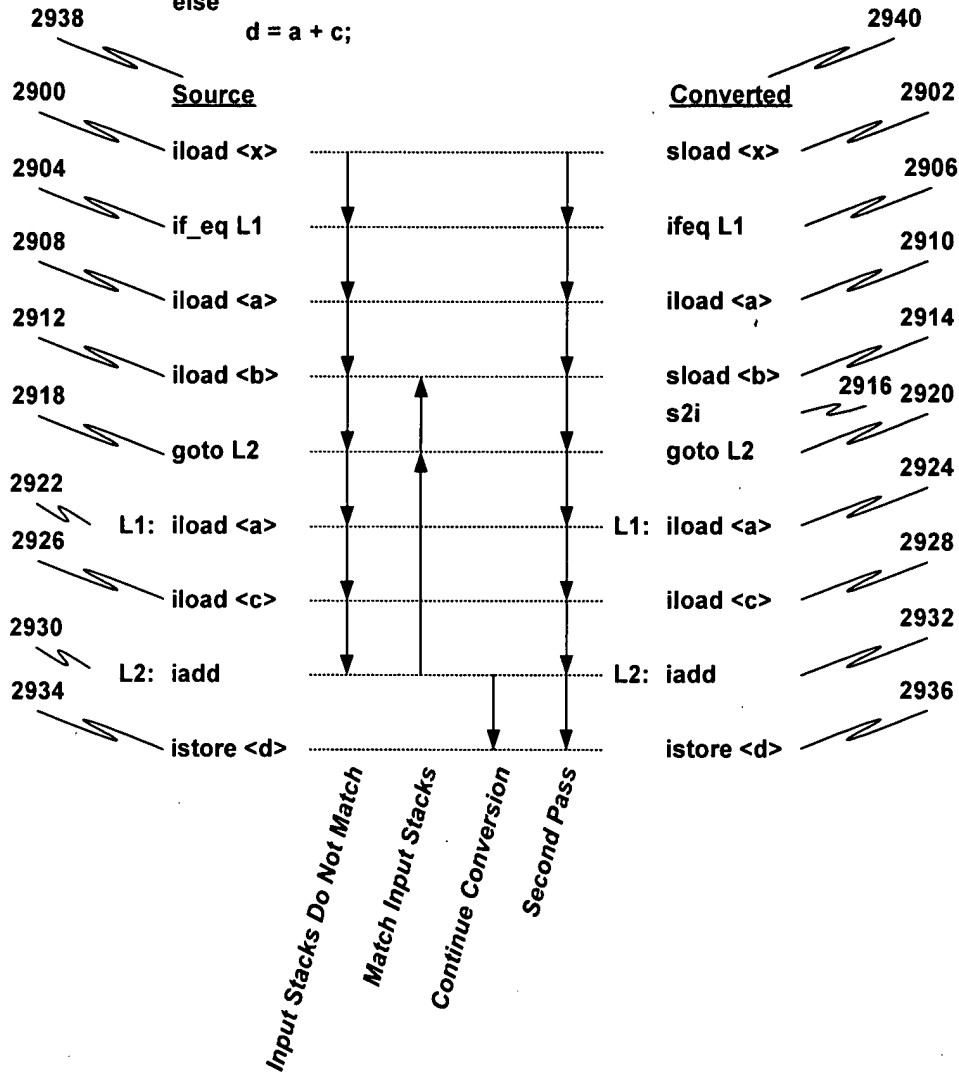 else
d = a + c;
2938
2940
2900
Source
Converted
2902
2904
iload <x>
sload <x>
2906
2908
if_eq L1
ifeq L1
2910
2912
iload <a>
iload <a>
2914
2918
iload <b>
sload <b>
s2i
2916
2920
goto L2
goto L2
2922
2924
L1: iload <a>
L1: iload <a>
2926
2928
iload <c>
iload <c>
2930
2932
L2: iadd
L2: iadd
2934
2936
istore <d>
istore <d>
Input Stacks Do Not Match
Match Input Stacks
Continue Conversion
Second Pass